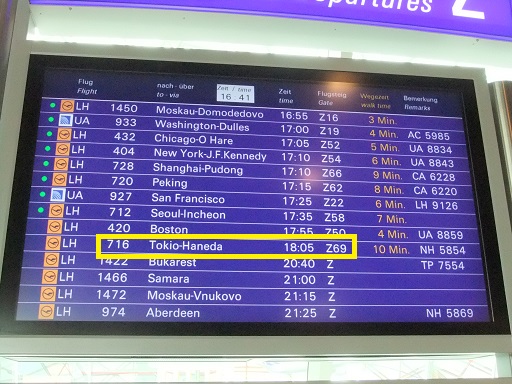 Departures Z
Flug nach · über Zeit / time Zeit Flugsteig Wegezeit Bemerkung
Flight to · via 16:41 time Gate walk time Remarks
LH 1450 Moskau-Domodedovo 16:55 Z16 3 Min.
UA 933 Washington-Dulles 17:00 Z19 4 Min. AC 5985
LH 432 Chicago-O Hare 17:05 Z52 5 Min. UA 8834
LH 404 New York-J.F.Kennedy 17:10 Z54 6 Min. UA 8843
LH 728 Shanghai-Pudong 17:10 Z66 9 Min. CA 6228
LH 720 Peking 17:15 Z62 8 Min. CA 6220
UA 927 San Francisco 17:25 Z22 6 Min. LH 9126
LH 712 Seoul-Incheon 17:35 Z58 7 Min.
LH 420 Boston 17:55 Z50 4 Min. UA 8859
LH 716 Tokio-Haneda 18:05 Z69 10 Min. NH 5854
LH 1422 Bukarest 20:40 Z TP 7554
LH 1466 Samara 21:00 Z
LH 1472 Moskau-Vnukovo 21:15 Z
LH 974 Aberdeen 21:25 Z NH 5869